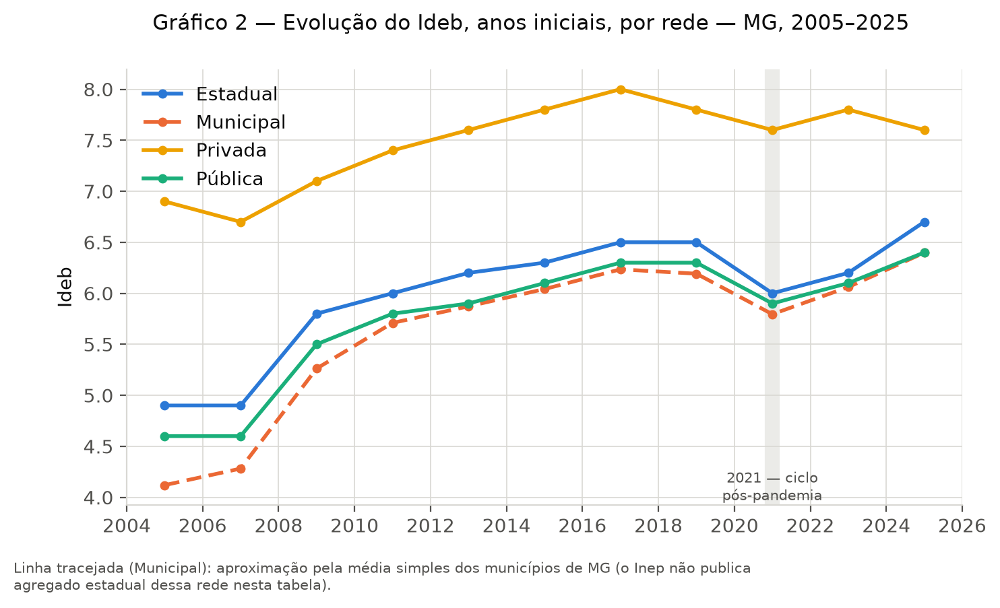 Gráfico 2 — Evolução do Ideb, anos iniciais, por rede — MG, 2005–2025
Estadual
Municipal
Privada
Pública
8.0
7.5
7.0
6.5
6.0
5.5
5.0
4.5
4.0
Ideb
2021 — ciclo
pós-pandemia
2004 2006 2008 2010 2012 2014 2016 2018 2020 2022 2024 2026
Linha tracejada (Municipal): aproximação pela média simples dos municípios de MG (o Inep não publica
agregado estadual dessa rede nesta tabela).